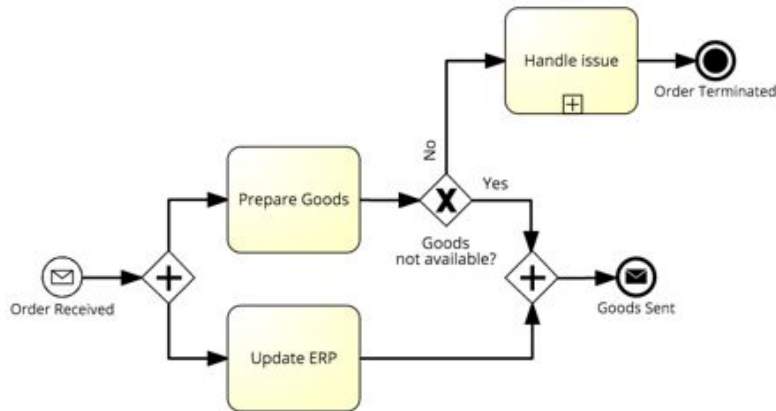 Handle issue
Order Terminated
No
Prepare Goods
Yes
Goods
not available?
Order Received
Goods Sent
Update ERP